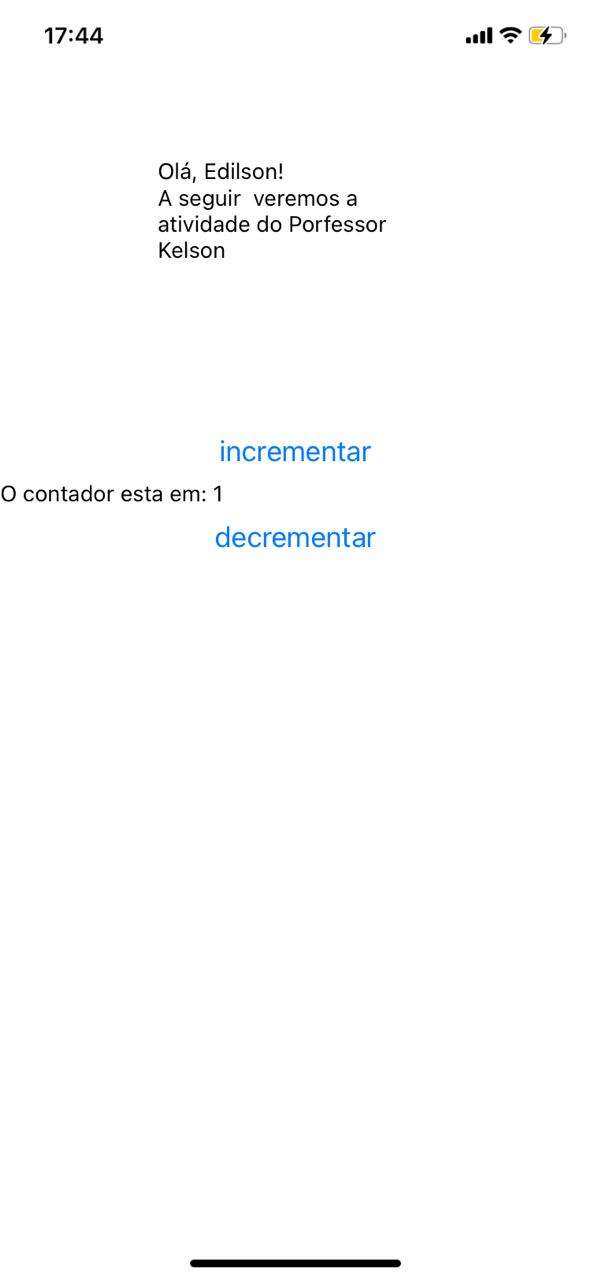 17:44
Olá, Edilson!
A seguir  veremos a
atividade do Porfessor
Kelson
incrementar
O contador esta em: 1
decrementar